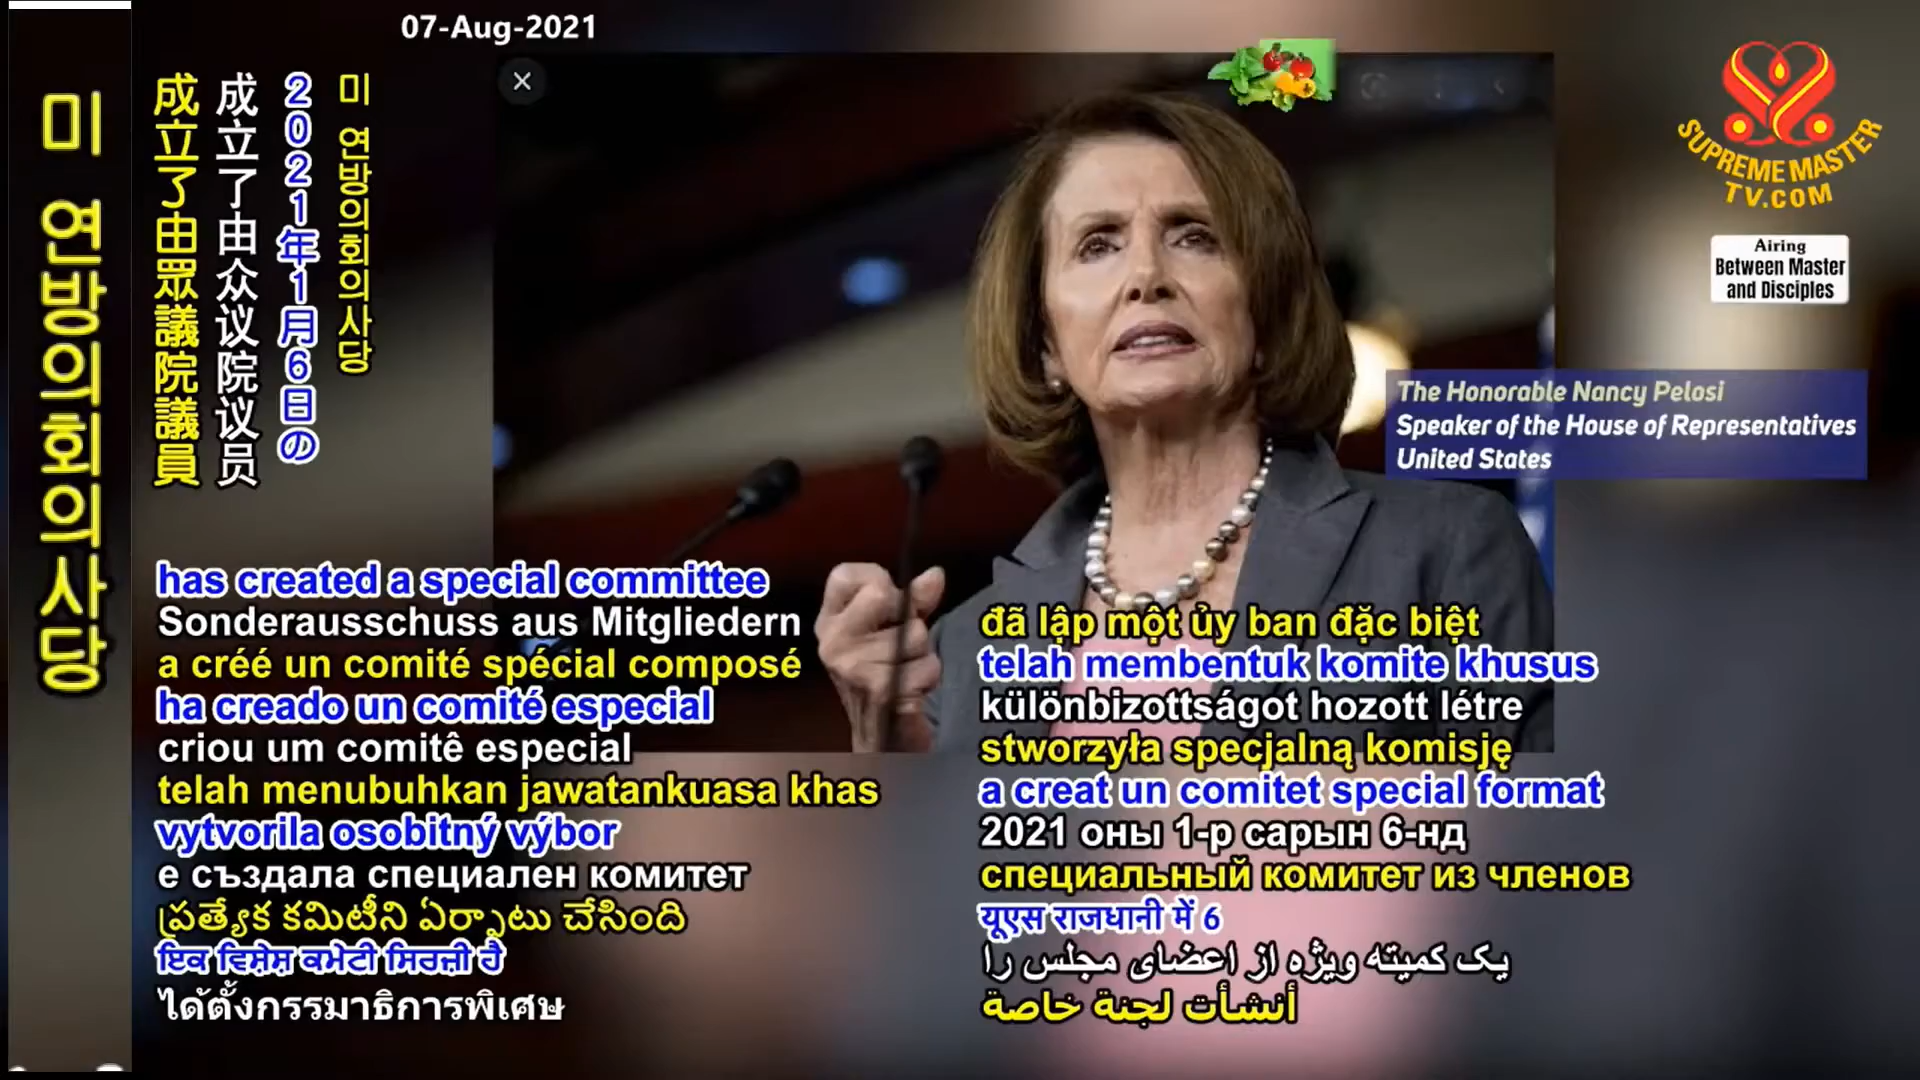 07-Aug-2021
미 연방의회의사당
成立了由眾議院議員
成立了由众议院议员
2021年1月6日の
미 연방의회의사당
SUPREME MASTER
TV.COM
Airing
Between Master
and Disciples
The Honorable Nancy Pelosi
Speaker of the House of Representatives
United States
has created a special committee
Sonderausschuss aus Mitgliedern
a créé un comité spécial composé
ha creado un comité especial
criou um comitê especial
telah menubuhkan jawatankuasa khas
vytvorila osobitný výbor
е създала специален комитет
ప్రత్యేక కమిటీని ఏర్పాటు చేసింది
ਇਕ ਵਿਸ਼ੇਸ਼ ਕਮੇਟੀ ਸਿਰਜੀ ਹੈ
ได้ตั้งกรรมาธิการพิเศษ
đã lập một ủy ban đặc biệt
telah membentuk komite khusus
különbizottságot hozott létre
stworzyła specjalną komisję
a creat un comitet special format
2021 оны 1-р сарын 6-нд
специальный комитет из членов
यूएस राजधानी में 6
یک کمیته ویژه از اعضای مجلس را
أنشأت لجنة خاصة